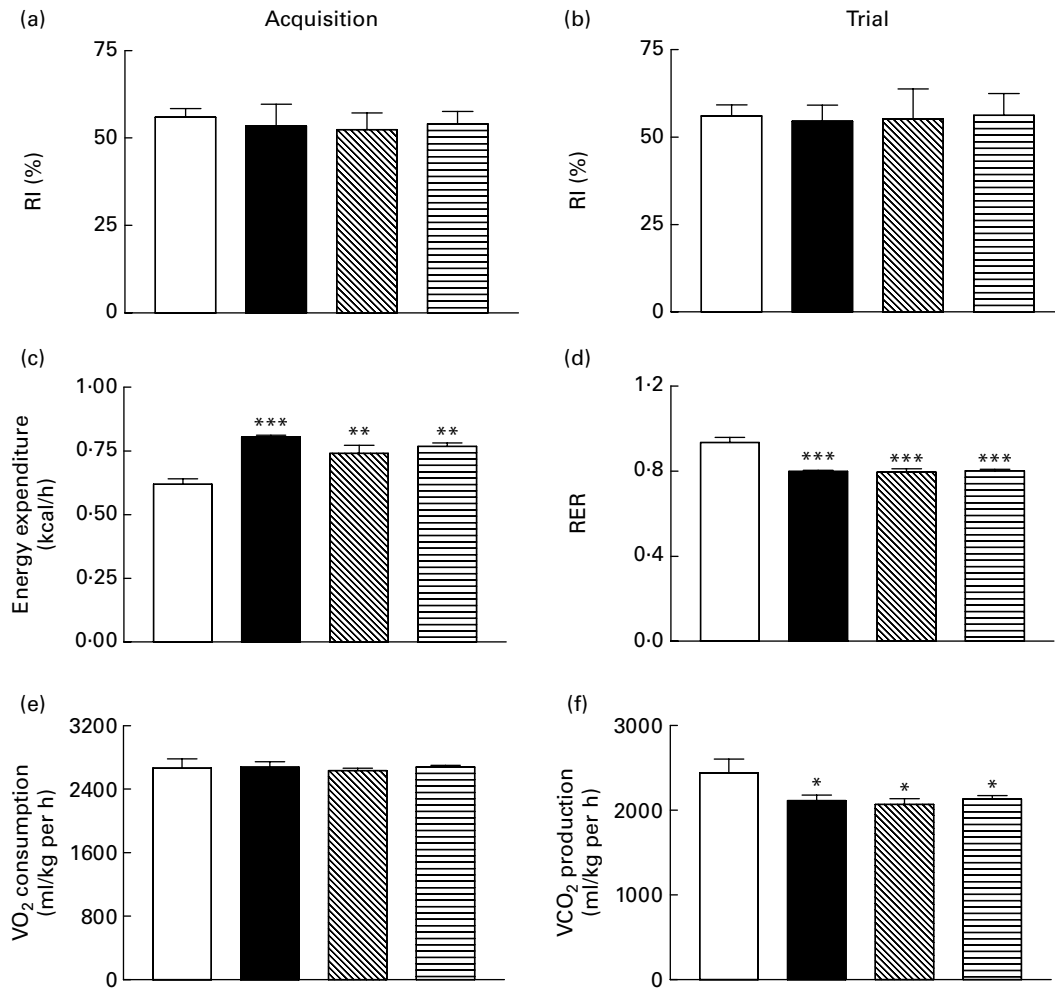 (a)
Acquisition
75
50
25
0
RI (%)
(b)
Trial
75
50
25
0
RI (%)
(c)
1·00
0·75
0·50
0·25
0·00
Energy expenditure
(kcal/h)
***
**
**
(d)
1·2
0·8
0·4
0·0
RER
***
***
***
(e)
3200
2400
1600
800
0
VO₂ consumption
(ml/kg per h)
(f)
3000
2000
1000
0
VCO₂ production
(ml/kg per h)
*
*
*